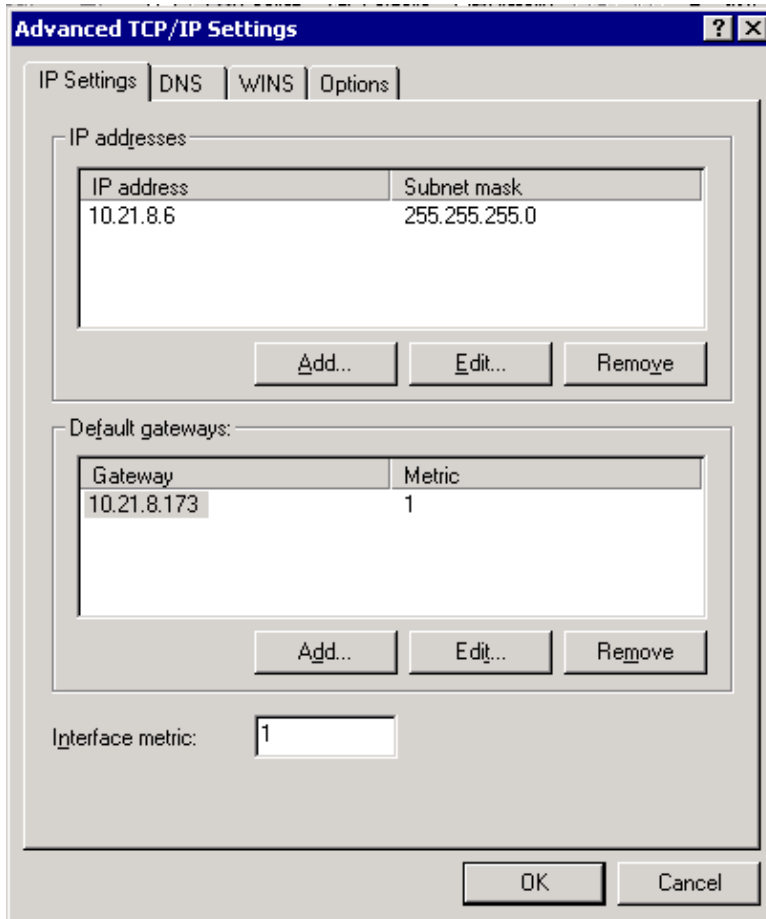 Advanced TCP/IP Settings
IP Settings DNS WINS Options
IP addresses
IP address Subnet mask
10.21.8.6 255.255.255.0
Add... Edit... Remove
Default gateways:
Gateway Metric
10.21.8.173 1
Add... Edit... Remove
Interface metric: 1
OK Cancel